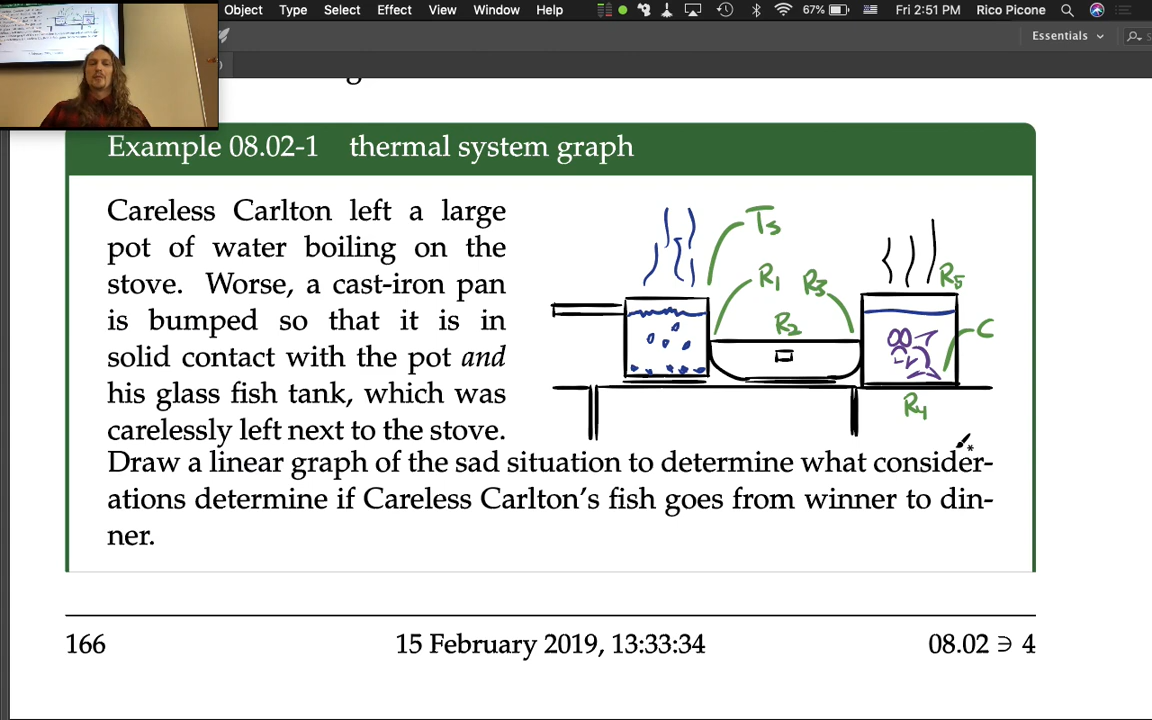 Object Type Select Effect View Window Help 67% Fri 2:51 PM Rico Picone
Essentials
Example 08.02-1 thermal system graph
Careless Carlton left a large
pot of water boiling on the
stove. Worse, a cast-iron pan
is bumped so that it is in
solid contact with the pot and
his glass fish tank, which was
carelessly left next to the stove.
Draw a linear graph of the sad situation to determine what consider-
ations determine if Careless Carlton's fish goes from winner to din-
ner.
Ts
R1 R3 R5
R2
C
R4
166 15 February 2019, 13:33:34 08.02 ∋ 4